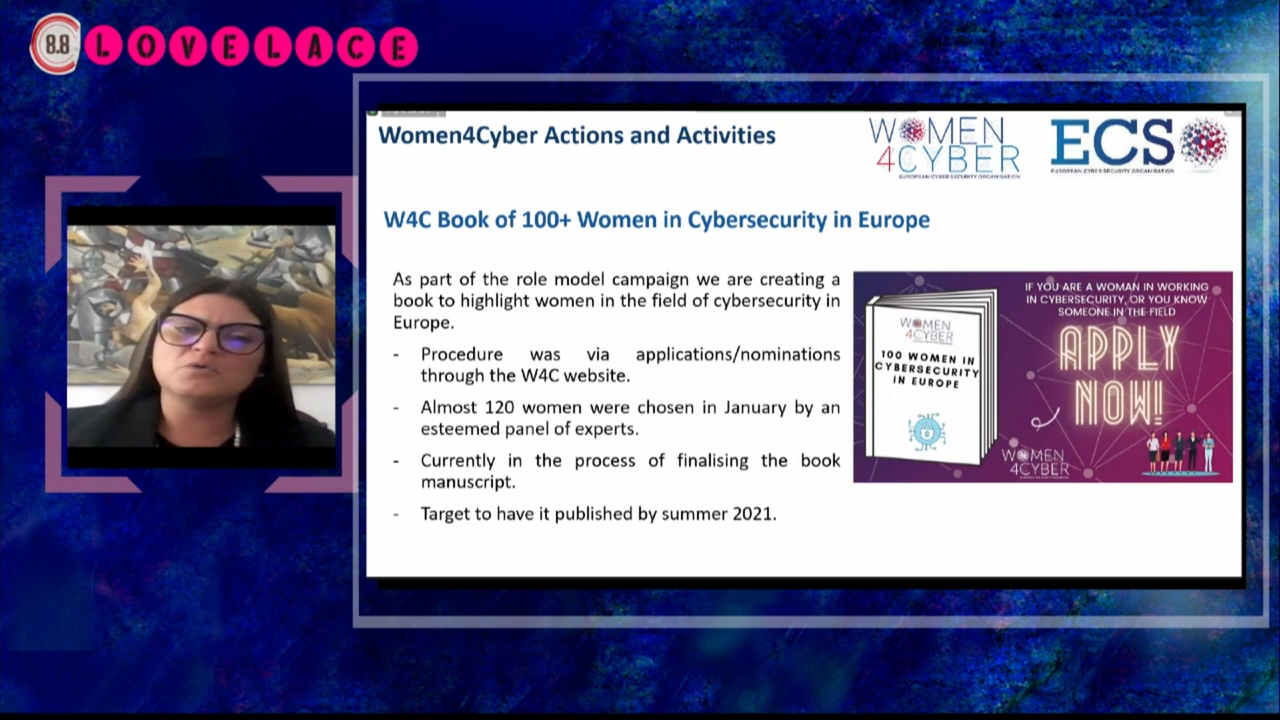 8.8 LOVELACE
Women4Cyber Actions and Activities
WOMEN
4CYBER
EUROPEAN CYBER SECURITY ORGANISATION
ECS
EUROPEAN CYBER SECURITY ORGANISATION
W4C Book of 100+ Women in Cybersecurity in Europe
As part of the role model campaign we are creating a
book to highlight women in the field of cybersecurity in
Europe.
- Procedure was via applications/nominations
through the W4C website.
- Almost 120 women were chosen in January by an
esteemed panel of experts.
- Currently in the process of finalising the book
manuscript.
- Target to have it published by summer 2021.
IF YOU ARE A WOMAN IN WORKING
IN CYBERSECURITY, OR YOU KNOW
SOMEONE IN THE FIELD
APPLY
NOW!
WOMEN
4CYBER
100 WOMEN IN
CYBERSECURITY
IN EUROPE
WOMEN
4CYBER